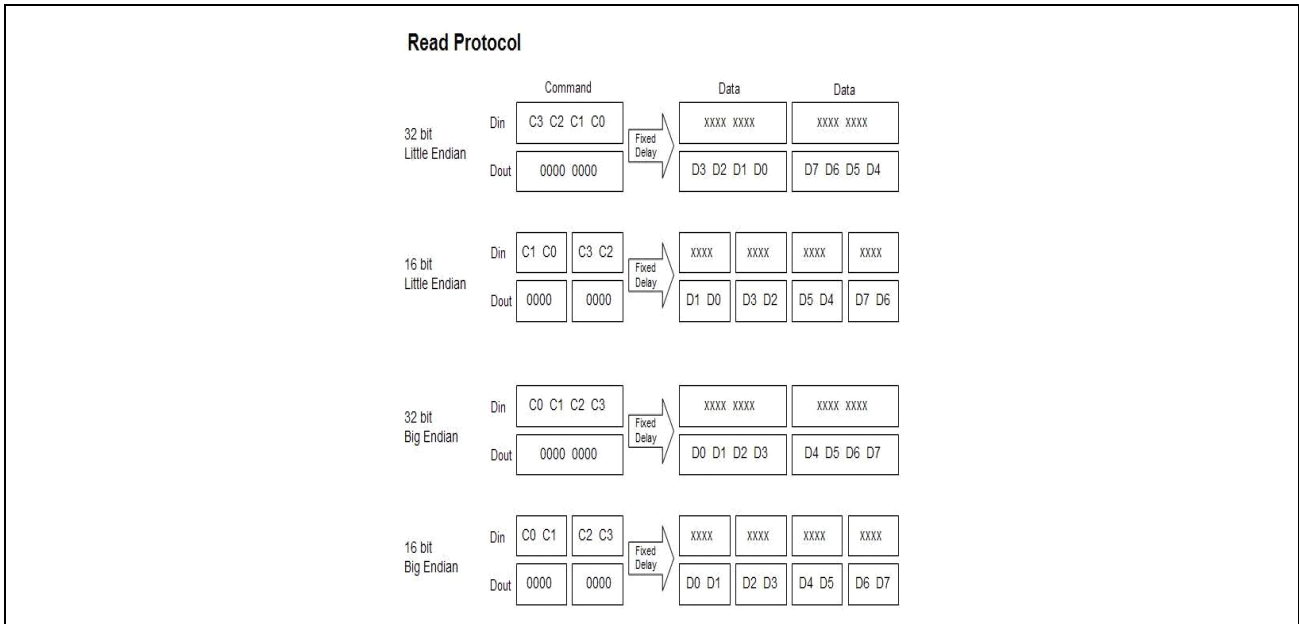 Read Protocol
Command Data Data
32 bit
Little Endian
Din C3 C2 C1 C0 Fixed Delay xxxx xxxx xxxx xxxx
Dout 0000 0000 D3 D2 D1 D0 D7 D6 D5 D4
16 bit
Little Endian
Din C1 C0 C3 C2 Fixed Delay xxxx xxxx xxxx xxxx
Dout 0000 0000 D1 D0 D3 D2 D5 D4 D7 D6
32 bit
Big Endian
Din C0 C1 C2 C3 Fixed Delay xxxx xxxx xxxx xxxx
Dout 0000 0000 D0 D1 D2 D3 D4 D5 D6 D7
16 bit
Big Endian
Din C0 C1 C2 C3 Fixed Delay xxxx xxxx xxxx xxxx
Dout 0000 0000 D0 D1 D2 D3 D4 D5 D6 D7